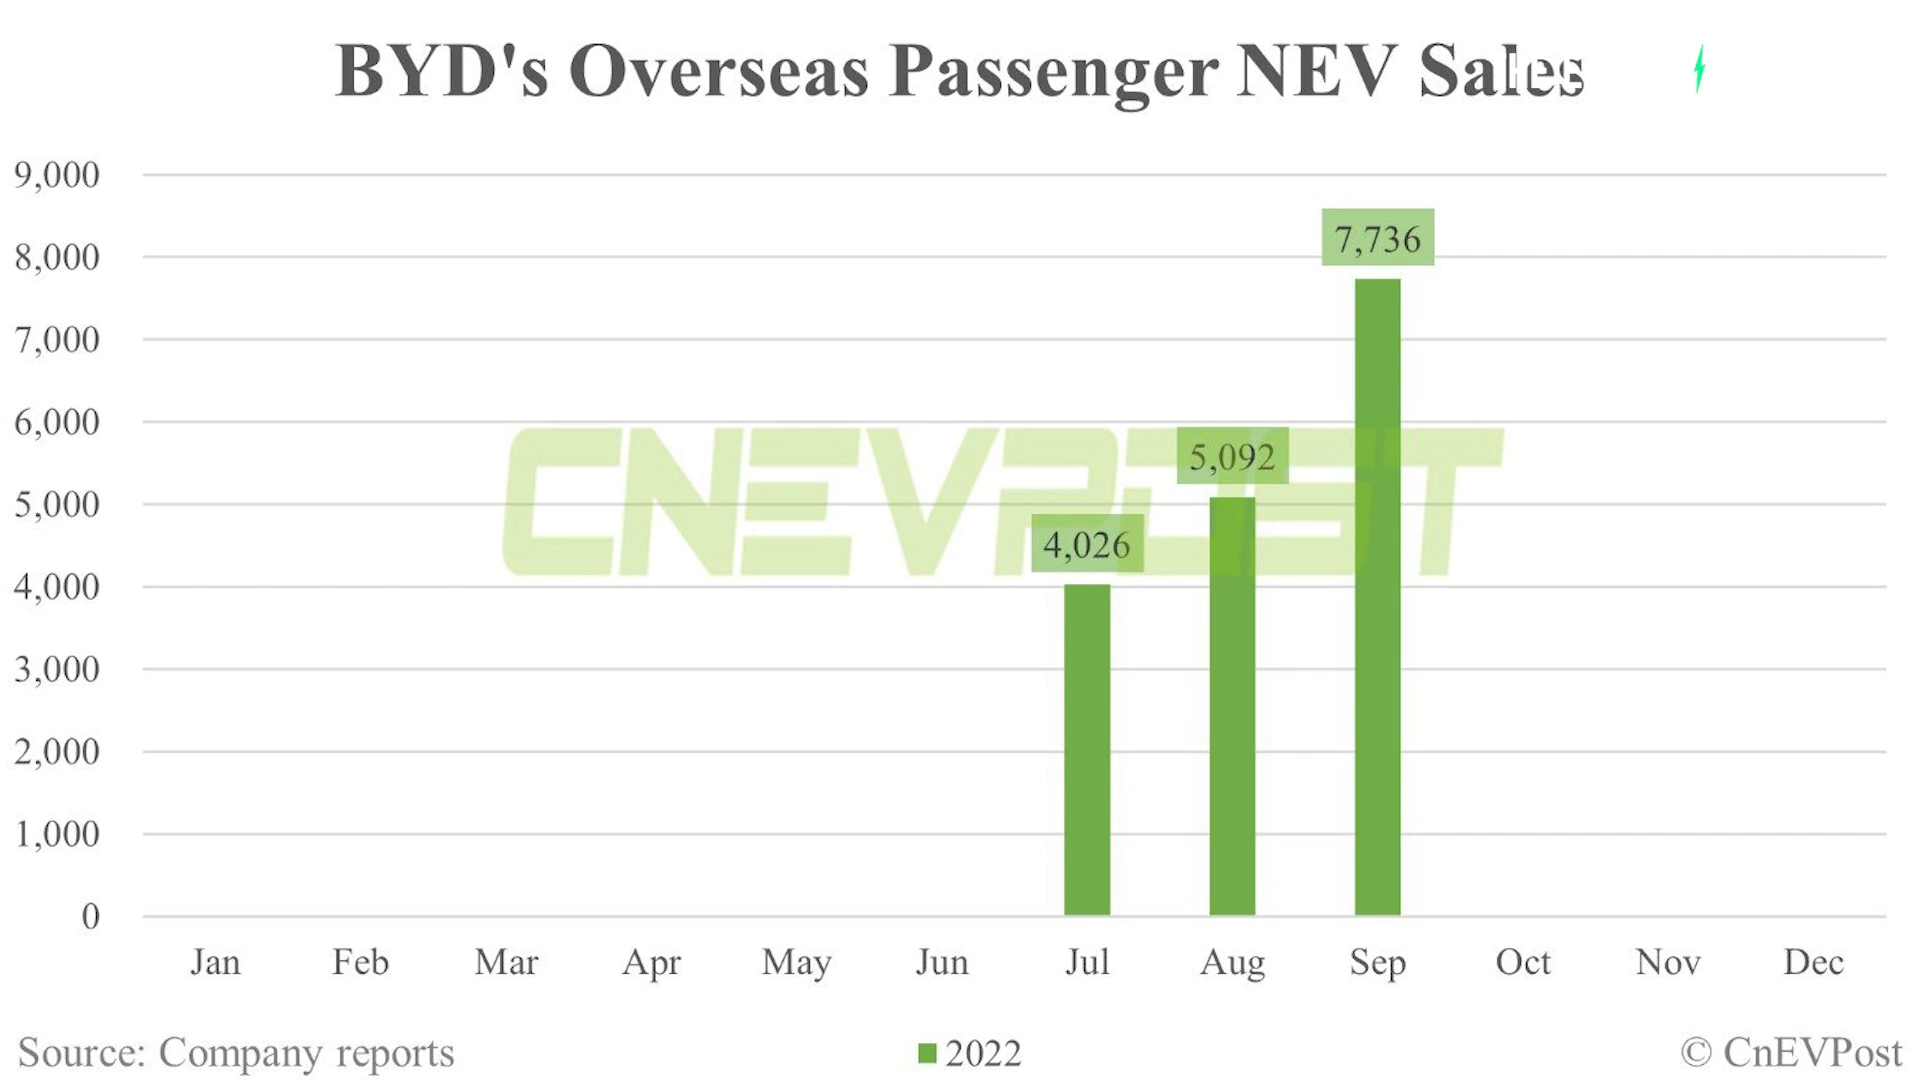 BYD's Overseas Passenger NEV Sales
9,000
8,000
7,000
6,000
5,000
4,000
3,000
2,000
1,000
0
7,736
5,092
4,026
CNEVPOST
Jan Feb Mar Apr May Jun Jul Aug Sep Oct Nov Dec
Source: Company reports
2022
© CnEVPost